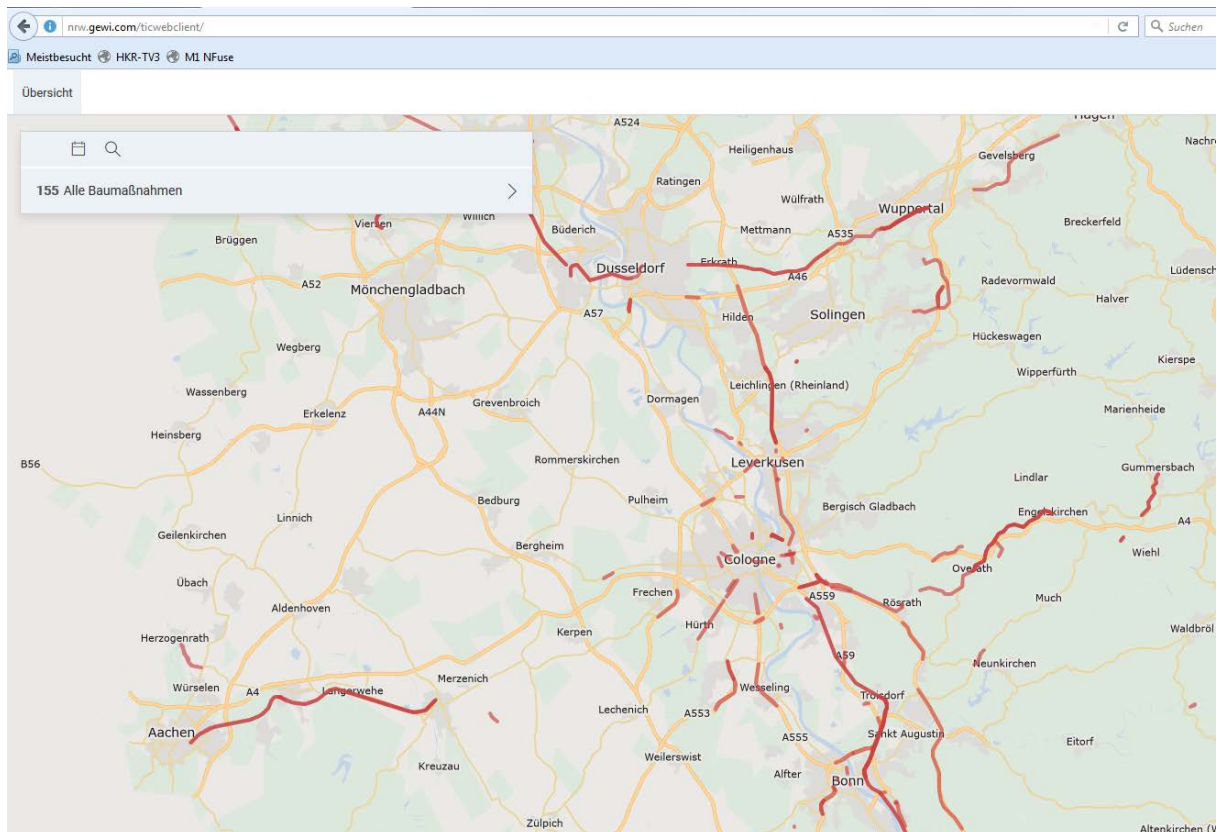 nrw.gewi.com/ticwebclient/
Suchen
Meistbesucht HKR-TV3 M1 NFuse
Übersicht
155 Alle Baumaßnahmen
A524
Hagen
Heiligenhaus
Gevelsberg
Ratingen
Wülfrath
Wuppertal
Viersen
Willich
Büderich
Mettmann
A535
Breckerfeld
Brüggen
Dusseldorf
Erkrath
A46
A52
Mönchengladbach
Radevormwald
Halver
A57
Hilden
Solingen
Hückeswagen
Wegberg
Kierspe
Wipperfürth
Wassenberg
Leichlingen (Rheinland)
Grevenbroich
Dormagen
Erkelenz
A44N
Marienheide
Heinsberg
B56
Rommerskirchen
Leverkusen
Gummersbach
Lindlar
Bedburg
Pulheim
Bergisch Gladbach
Engelskirchen
A4
Linnich
Geilenkirchen
Bergheim
Cologne
Wiehl
Overath
Übach
Frechen
A559
Rösrath
Much
Aldenhoven
Hürth
Waldbröl
Herzogenrath
Kerpen
A59
Neunkirchen
Würselen
A4
Langerwehe
Merzenich
Wesseling
Troisdorf
Lechenich
A553
Aachen
A555
Sankt Augustin
Eitorf
Weilerswist
Kreuzau
Alfter
Bonn
Zülpich